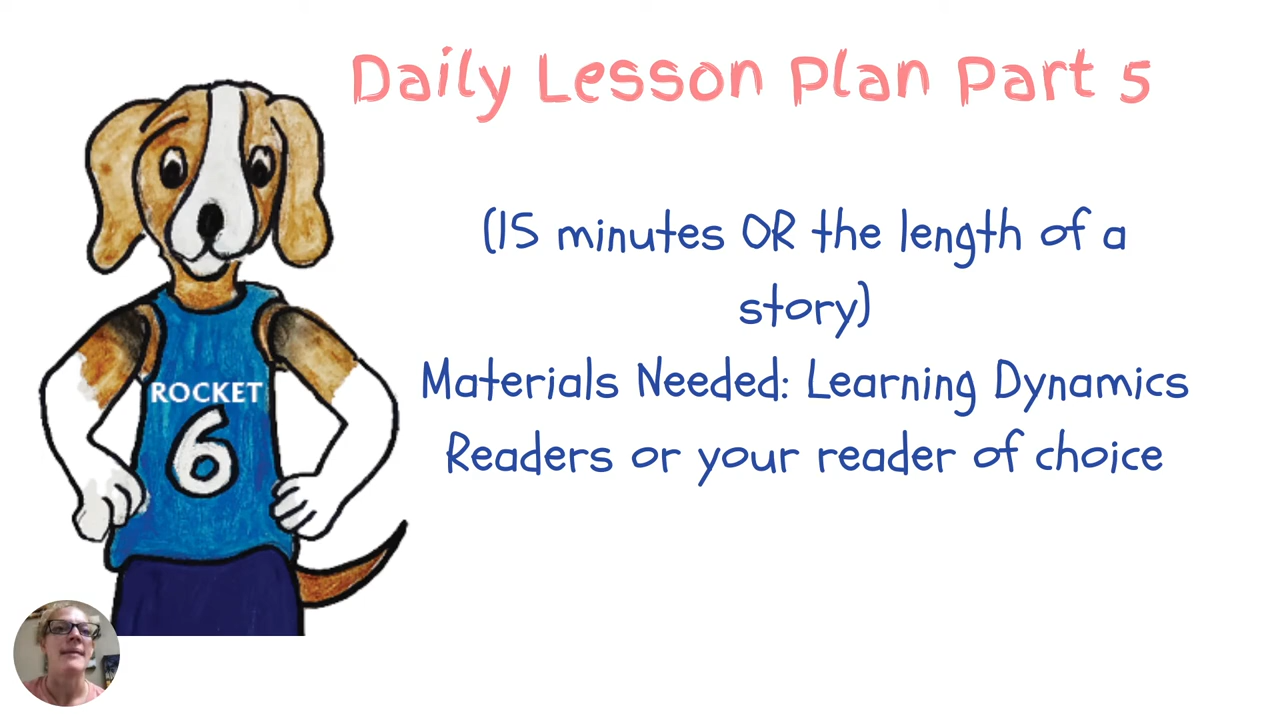 Daily Lesson Plan Part 5
(15 minutes OR the length of a
story)
Materials Needed: Learning Dynamics
Readers or your reader of choice
ROCKET
6